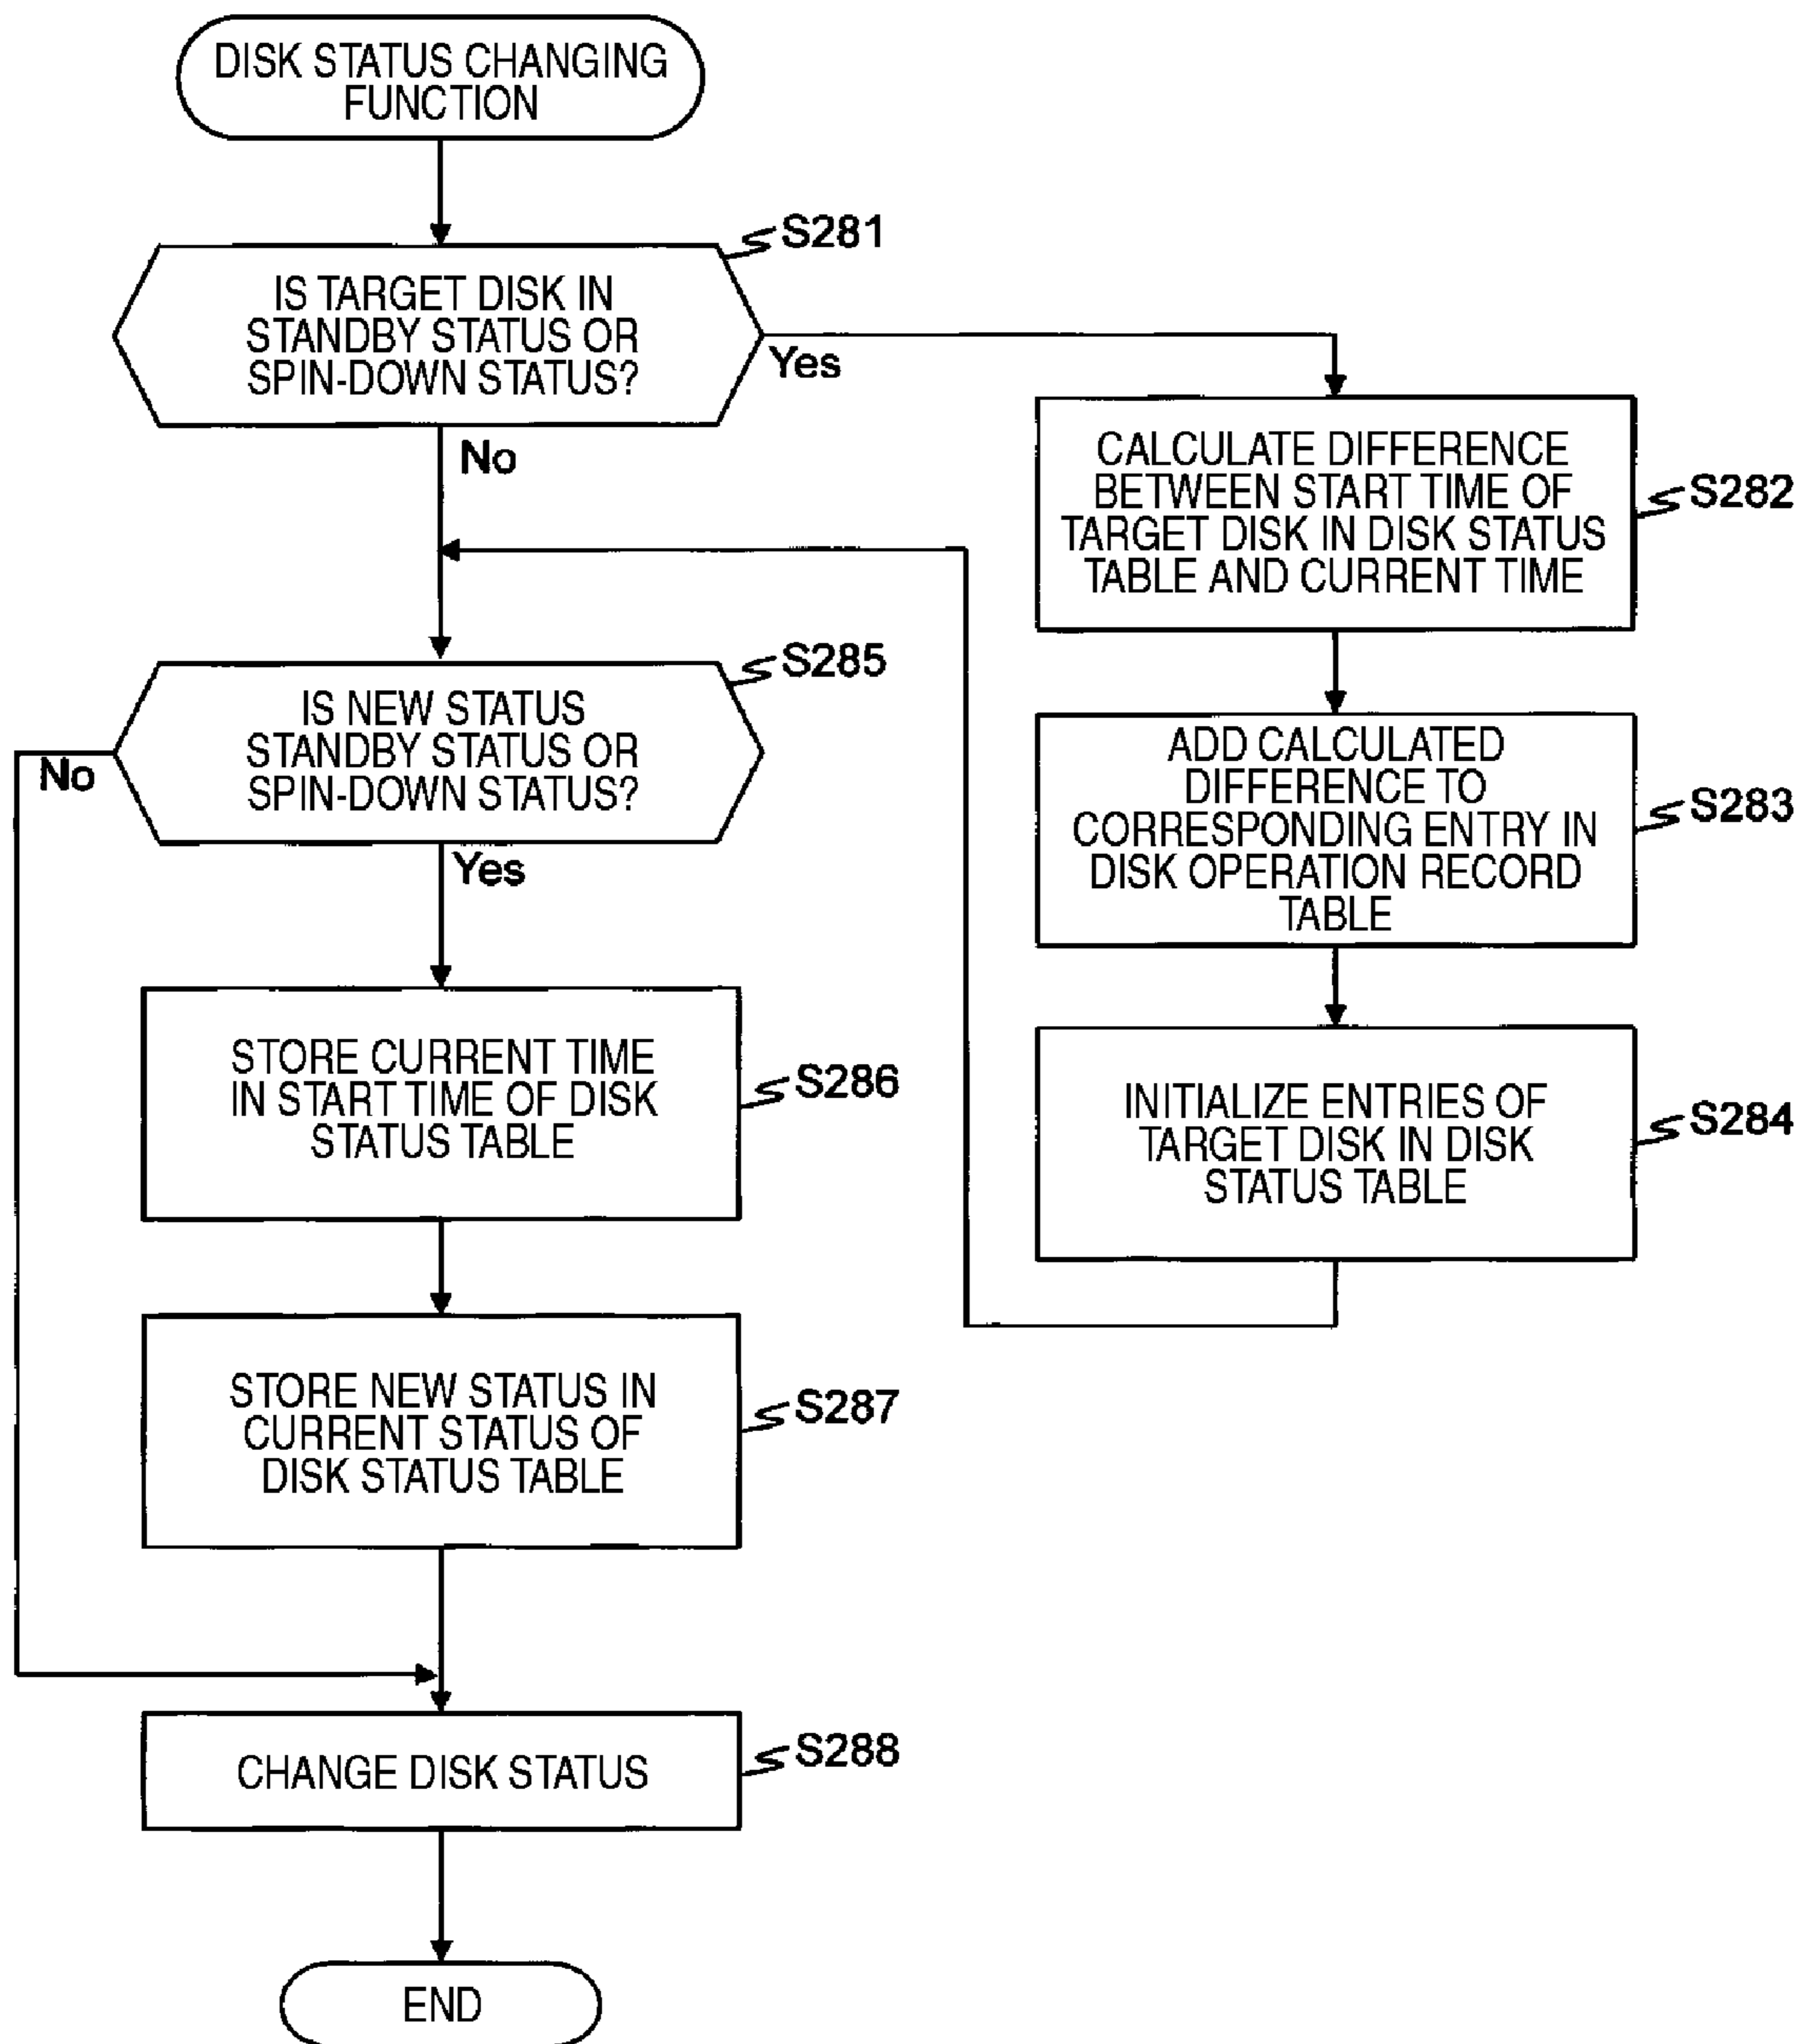 DISK STATUS CHANGING
FUNCTION
S281
IS TARGET DISK IN
STANDBY STATUS OR
SPIN-DOWN STATUS?
Yes
No
CALCULATE DIFFERENCE
BETWEEN START TIME OF
TARGET DISK IN DISK STATUS
TABLE AND CURRENT TIME
S282
ADD CALCULATED
DIFFERENCE TO
CORRESPONDING ENTRY IN
DISK OPERATION RECORD
TABLE
S283
INITIALIZE ENTRIES OF
TARGET DISK IN DISK
STATUS TABLE
S284
S285
IS NEW STATUS
STANDBY STATUS OR
SPIN-DOWN STATUS?
No
Yes
STORE CURRENT TIME
IN START TIME OF DISK
STATUS TABLE
S286
STORE NEW STATUS IN
CURRENT STATUS OF
DISK STATUS TABLE
S287
CHANGE DISK STATUS
S288
END